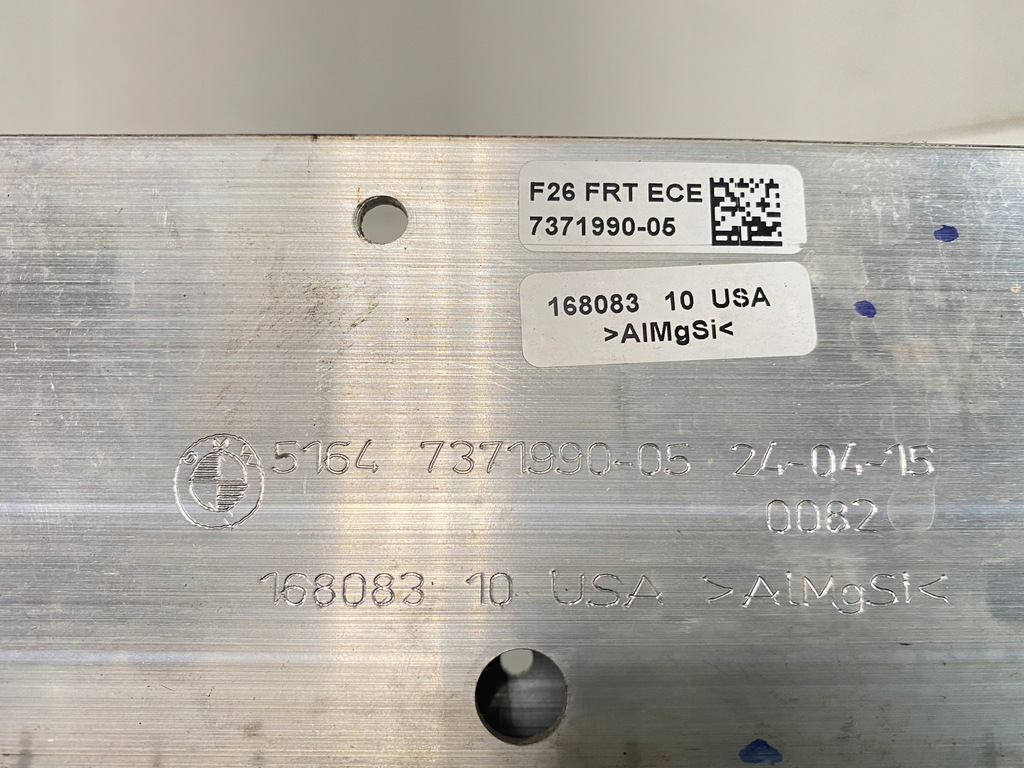 F26 FRT ECE
7371990-05
168083 10 USA
>AlMgSi<
BMW 5164 7371990-05 24-04-15
0082
168083 10 USA >AlMgSi<